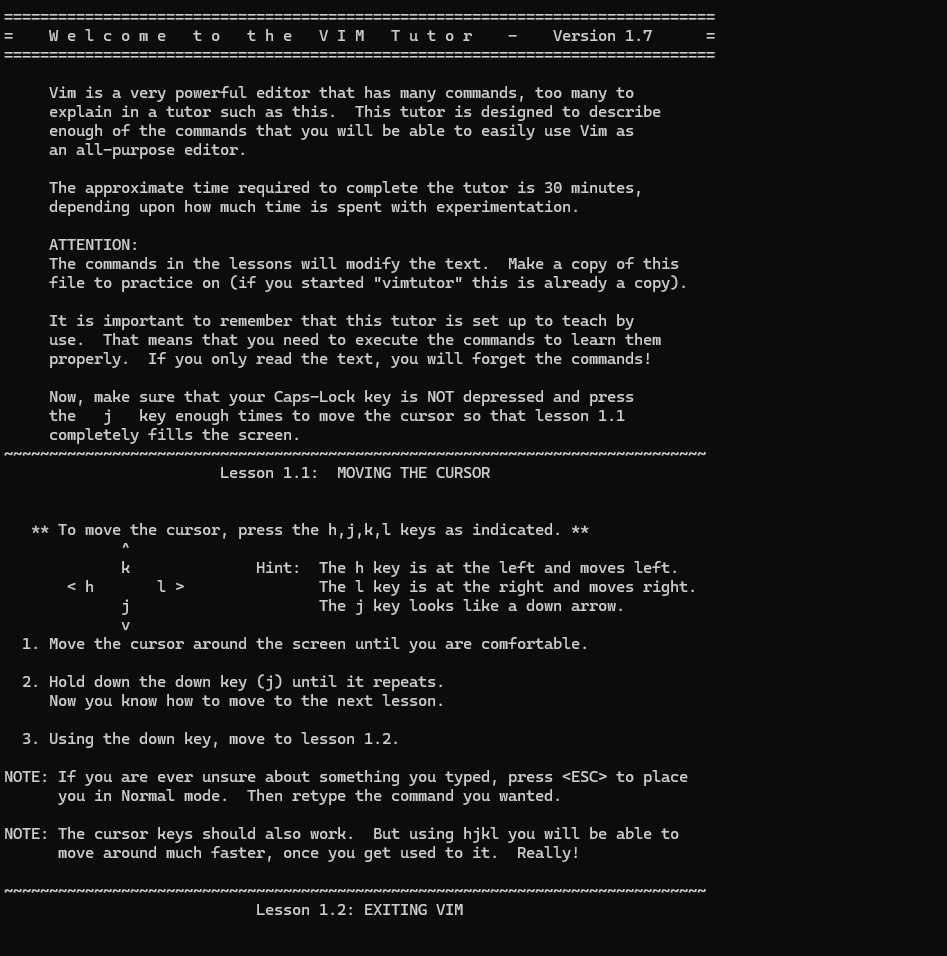 ===============================================================================
=    W e l c o m e   t o   t h e   V I M   T u t o r    -    Version 1.7      =
===============================================================================

     Vim is a very powerful editor that has many commands, too many to
     explain in a tutor such as this.  This tutor is designed to describe
     enough of the commands that you will be able to easily use Vim as
     an all-purpose editor.

     The approximate time required to complete the tutor is 30 minutes,
     depending upon how much time is spent with experimentation.

     ATTENTION:
     The commands in the lessons will modify the text.  Make a copy of this
     file to practice on (if you started "vimtutor" this is already a copy).

     It is important to remember that this tutor is set up to teach by
     use.  That means that you need to execute the commands to learn them
     properly.  If you only read the text, you will forget the commands!

     Now, make sure that your Caps-Lock key is NOT depressed and press
     the   j   key enough times to move the cursor so that lesson 1.1
     completely fills the screen.
~~~~~~~~~~~~~~~~~~~~~~~~~~~~~~~~~~~~~~~~~~~~~~~~~~~~~~~~~~~~~~~~~~~~~~~~~~~~~~
                        Lesson 1.1:  MOVING THE CURSOR


   ** To move the cursor, press the h,j,k,l keys as indicated. **
             ^
             k              Hint:  The h key is at the left and moves left.
       < h       l >               The l key is at the right and moves right.
             j                     The j key looks like a down arrow.
             v
  1. Move the cursor around the screen until you are comfortable.

  2. Hold down the down key (j) until it repeats.
     Now you know how to move to the next lesson.

  3. Using the down key, move to lesson 1.2.

NOTE: If you are ever unsure about something you typed, press <ESC> to place
      you in Normal mode.  Then retype the command you wanted.

NOTE: The cursor keys should also work.  But using hjkl you will be able to
      move around much faster, once you get used to it.  Really!

~~~~~~~~~~~~~~~~~~~~~~~~~~~~~~~~~~~~~~~~~~~~~~~~~~~~~~~~~~~~~~~~~~~~~~~~~~~~~~
                            Lesson 1.2: EXITING VIM